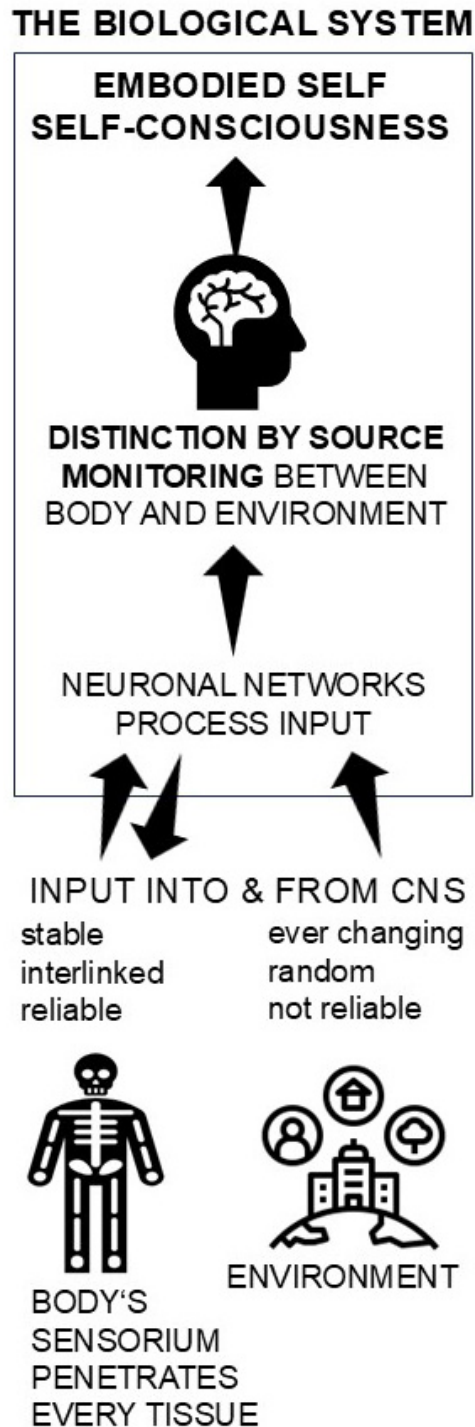 THE BIOLOGICAL SYSTEM
EMBODIED SELF
SELF-CONSCIOUSNESS
DISTINCTION BY SOURCE
MONITORING BETWEEN
BODY AND ENVIRONMENT
NEURONAL NETWORKS
PROCESS INPUT
INPUT INTO & FROM CNS
stable
interlinked
reliable
ever changing
random
not reliable
BODY‘S
SENSORIUM
PENETRATES
EVERY TISSUE
ENVIRONMENT